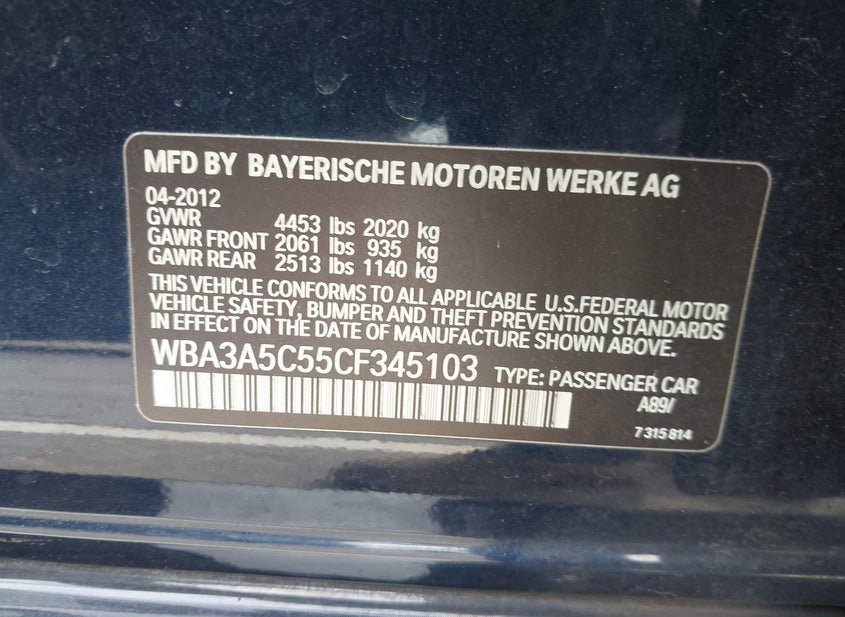 MFD BY BAYERISCHE MOTOREN WERKE AG
04-2012
GVWR 4453 lbs 2020 kg
GAWR FRONT 2061 lbs 935 kg
GAWR REAR 2513 lbs 1140 kg
THIS VEHICLE CONFORMS TO ALL APPLICABLE U.S.FEDERAL MOTOR
VEHICLE SAFETY, BUMPER AND THEFT PREVENTION STANDARDS
IN EFFECT ON THE DATE OF MANUFACTURE SHOWN ABOVE.
WBA3A5C55CF345103 TYPE: PASSENGER CAR
A89/
7 315 814